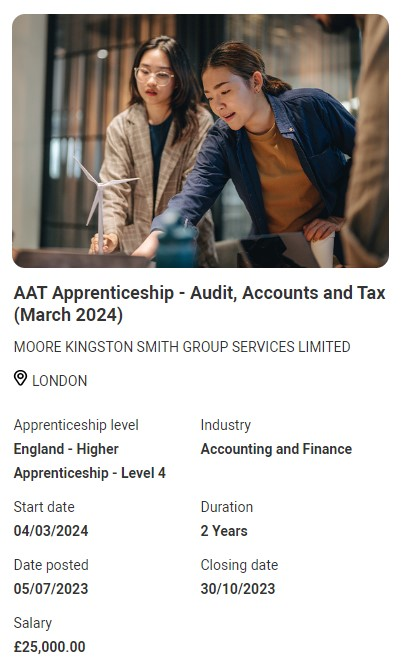 AAT Apprenticeship - Audit, Accounts and Tax
(March 2024)
MOORE KINGSTON SMITH GROUP SERVICES LIMITED
LONDON
Apprenticeship level
England - Higher
Apprenticeship - Level 4
Industry
Accounting and Finance
Start date
04/03/2024
Duration
2 Years
Date posted
05/07/2023
Closing date
30/10/2023
Salary
£25,000.00